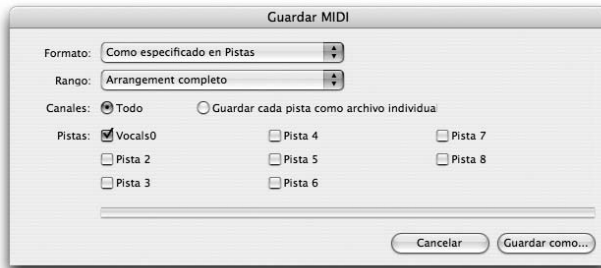 Guardar MIDI
Formato: Como especificado en Pistas
Rango: Arrangement completo
Canales: Todo Guardar cada pista como archivo individual
Pistas: Vocals0 Pista 4 Pista 7
Pista 2 Pista 5 Pista 8
Pista 3 Pista 6
Cancelar Guardar como...